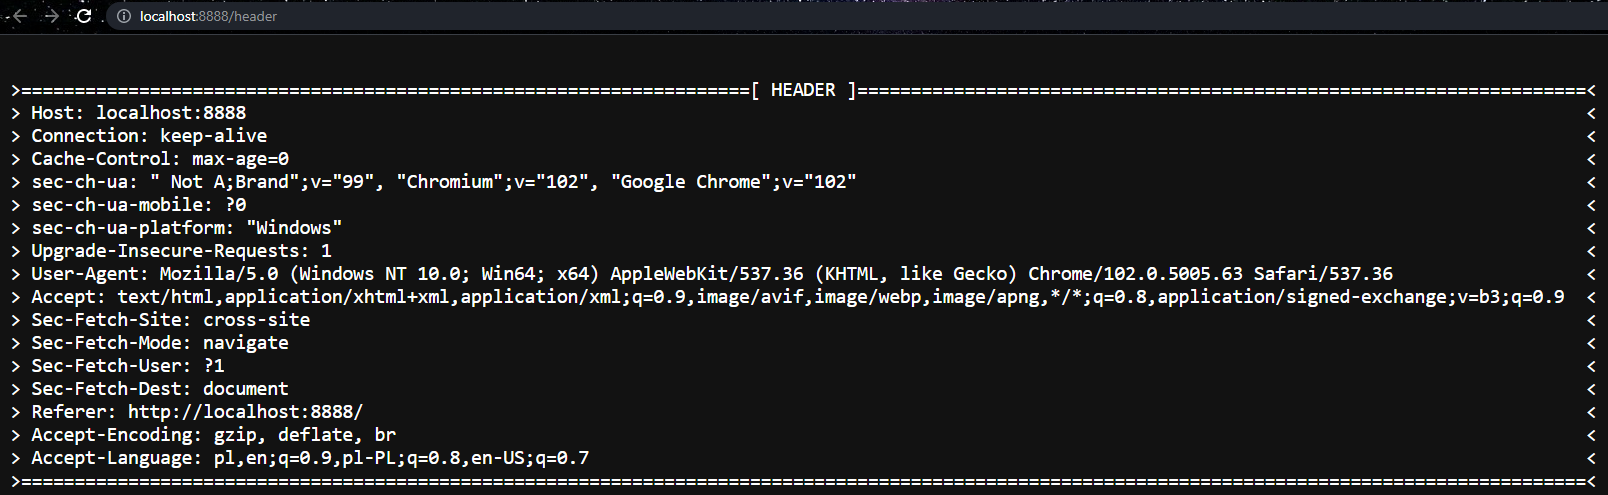 localhost:8888/header
>====================================================================[ HEADER ]====================================================================<
> Host: localhost:8888 <
> Connection: keep-alive <
> Cache-Control: max-age=0 <
> sec-ch-ua: " Not A;Brand";v="99", "Chromium";v="102", "Google Chrome";v="102" <
> sec-ch-ua-mobile: ?0 <
> sec-ch-ua-platform: "Windows" <
> Upgrade-Insecure-Requests: 1 <
> User-Agent: Mozilla/5.0 (Windows NT 10.0; Win64; x64) AppleWebKit/537.36 (KHTML, like Gecko) Chrome/102.0.5005.63 Safari/537.36 <
> Accept: text/html,application/xhtml+xml,application/xml;q=0.9,image/avif,image/webp,image/apng,*/*;q=0.8,application/signed-exchange;v=b3;q=0.9 <
> Sec-Fetch-Site: cross-site <
> Sec-Fetch-Mode: navigate <
> Sec-Fetch-User: ?1 <
> Sec-Fetch-Dest: document <
> Referer: http://localhost:8888/ <
> Accept-Encoding: gzip, deflate, br <
> Accept-Language: pl,en;q=0.9,pl-PL;q=0.8,en-US;q=0.7 <
>==================================================================================================================================================<